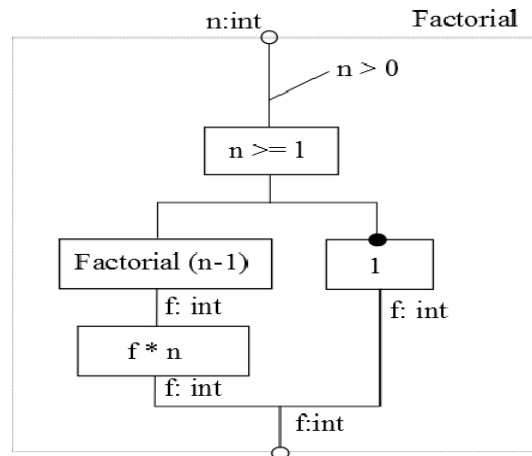 n:int
Factorial
n > 0
n >= 1
Factorial (n-1)
1
f: int
f: int
f * n
f: int
f:int